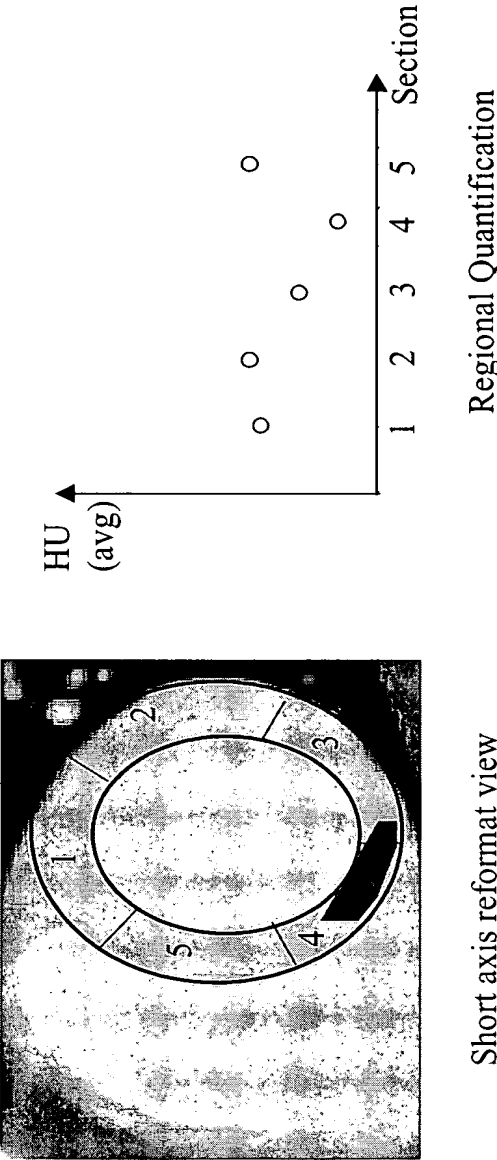 1
2
3
4
5
Short axis reformat view
HU
(avg)
1 2 3 4 5 Section
Regional Quantification